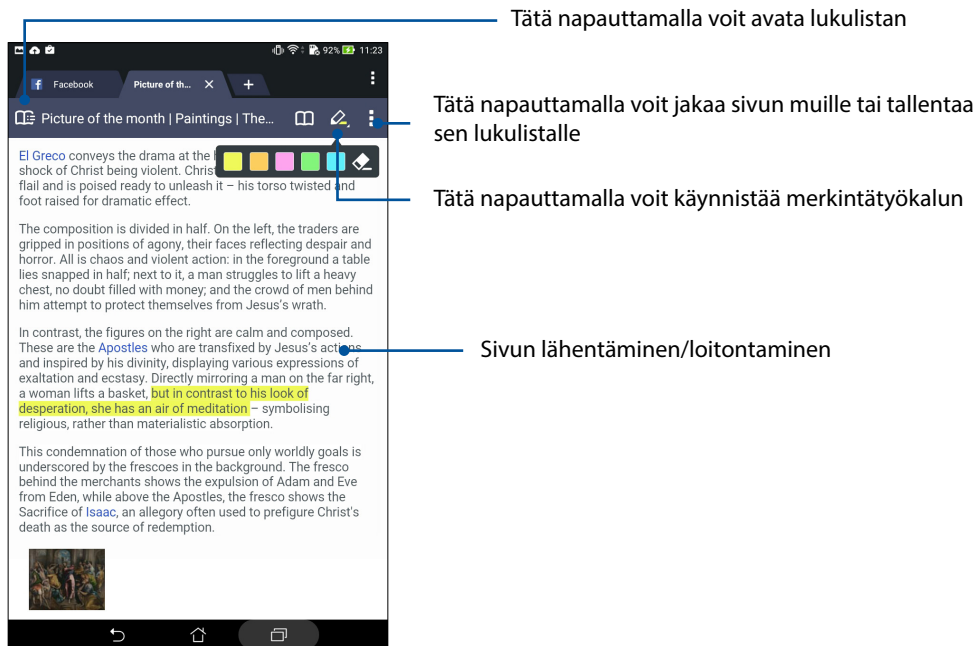 Tätä napauttamalla voit avata lukulistan
92% 11:23
Facebook
Picture of th...
Picture of the month | Paintings | The...
Tätä napauttamalla voit jakaa sivun muille tai tallentaa
sen lukulistalle
El Greco conveys the drama at the
shock of Christ being violent. Christ
flail and is poised ready to unleash it – his torso twisted and
foot raised for dramatic effect.
Tätä napauttamalla voit käynnistää merkintätyökalun
The composition is divided in half. On the left, the traders are
gripped in positions of agony, their faces reflecting despair and
horror. All is chaos and violent action: in the foreground a table
lies snapped in half; next to it, a man struggles to lift a heavy
chest, no doubt filled with money; and the crowd of men behind
him attempt to protect themselves from Jesus's wrath.
In contrast, the figures on the right are calm and composed.
These are the Apostles who are transfixed by Jesus's actions
and inspired by his divinity, displaying various expressions of
exaltation and ecstasy. Directly mirroring a man on the far right,
a woman lifts a basket, but in contrast to his look of
desperation, she has an air of meditation – symbolising
religious, rather than materialistic absorption.
Sivun lähentäminen/loitontaminen
This condemnation of those who pursue only worldly goals is
underscored by the frescoes in the background. The fresco
behind the merchants shows the expulsion of Adam and Eve
from Eden, while above the Apostles, the fresco shows the
Sacrifice of Isaac, an allegory often used to prefigure Christ's
death as the source of redemption.